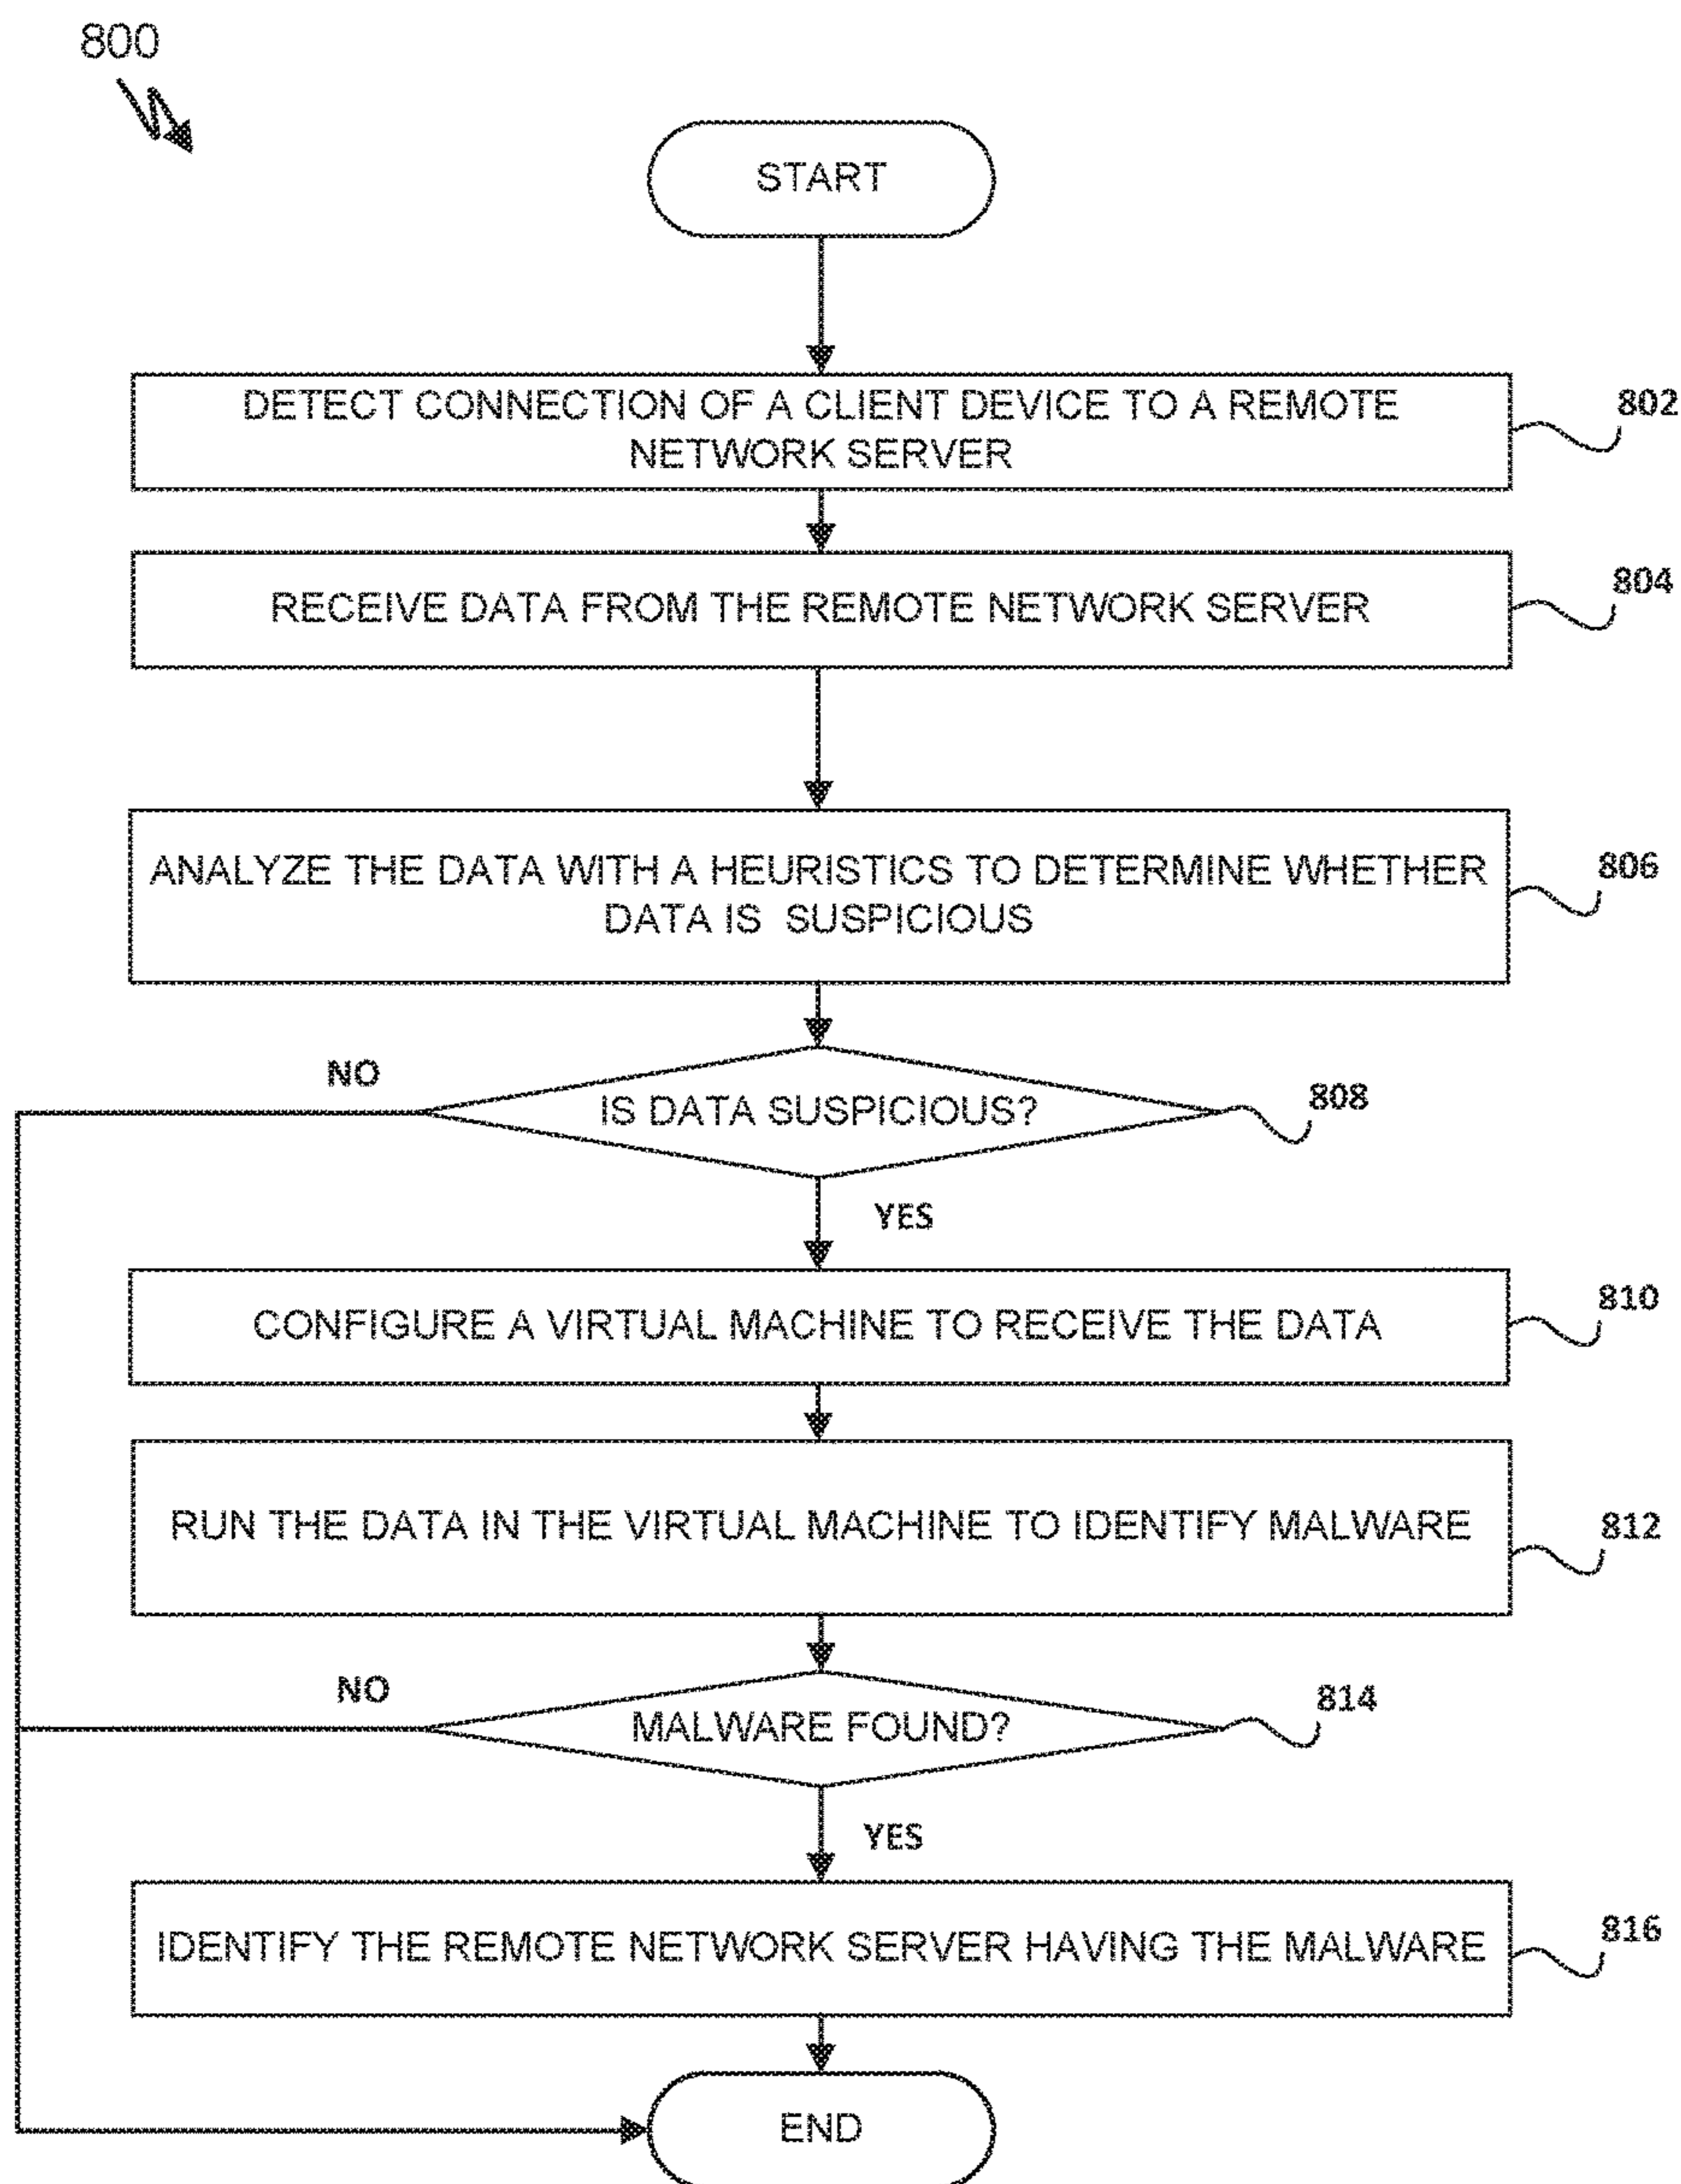 800
START
DETECT CONNECTION OF A CLIENT DEVICE TO A REMOTE
NETWORK SERVER
802
RECEIVE DATA FROM THE REMOTE NETWORK SERVER
804
ANALYZE THE DATA WITH A HEURISTICS TO DETERMINE WHETHER
DATA IS SUSPICIOUS
806
NO
IS DATA SUSPICIOUS?
808
YES
CONFIGURE A VIRTUAL MACHINE TO RECEIVE THE DATA
810
RUN THE DATA IN THE VIRTUAL MACHINE TO IDENTIFY MALWARE
812
NO
MALWARE FOUND?
814
YES
IDENTIFY THE REMOTE NETWORK SERVER HAVING THE MALWARE
816
END